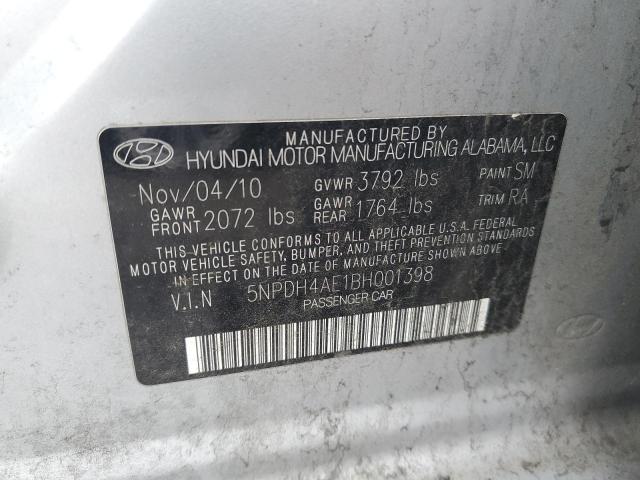 MANUFACTURED BY
HYUNDAI MOTOR MANUFACTURING ALABAMA, LLC
Nov/04/10 GVWR 3792 lbs PAINT SM
GAWR FRONT 2072 lbs GAWR REAR 1764 lbs TRIM RA
THIS VEHICLE CONFORMS TO ALL APPLICABLE U.S.A FEDERAL
MOTOR VEHICLE SAFETY, BUMPER, AND THEFT PREVENTION STANDARDS
IN EFFECT ON THE DATE OF MANUFACTURE SHOWN ABOVE.
V.I.N 5NPDH4AE1BH001398
PASSENGER CAR